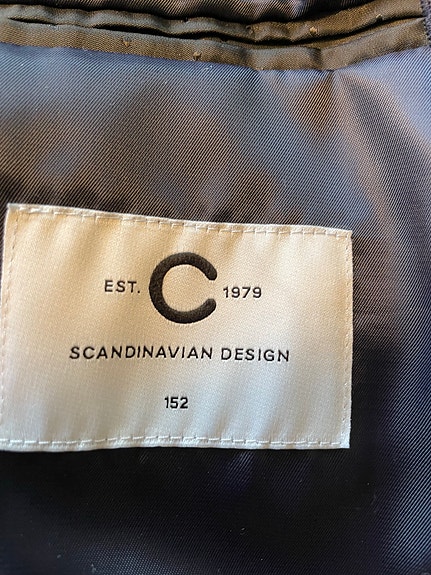 EST. C 1979
SCANDINAVIAN DESIGN
152